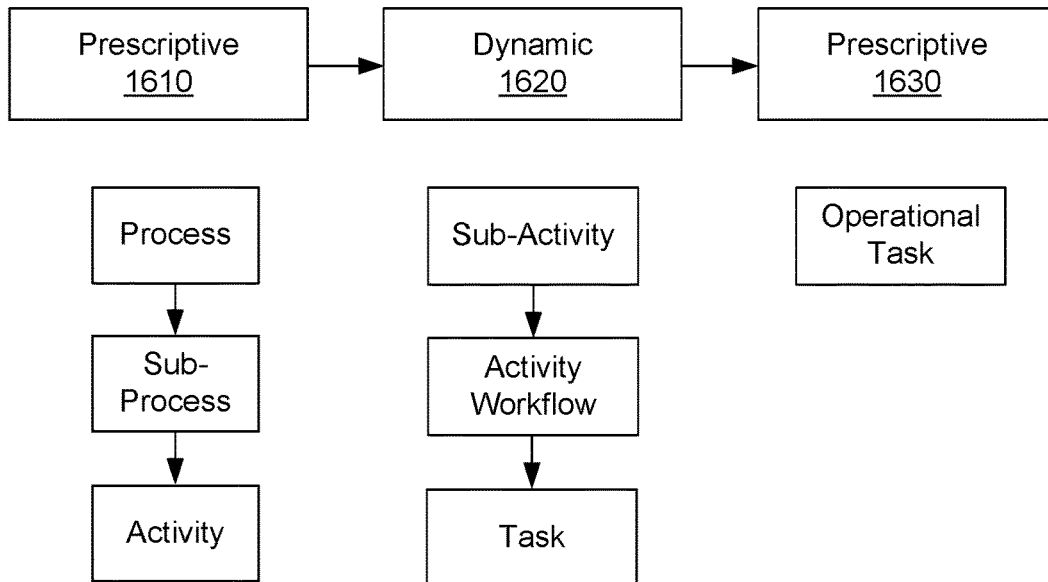 Prescriptive
1610
Dynamic
1620
Prescriptive
1630
Process
Sub-Activity
Operational
Task
Sub-
Process
Activity
Workflow
Activity
Task